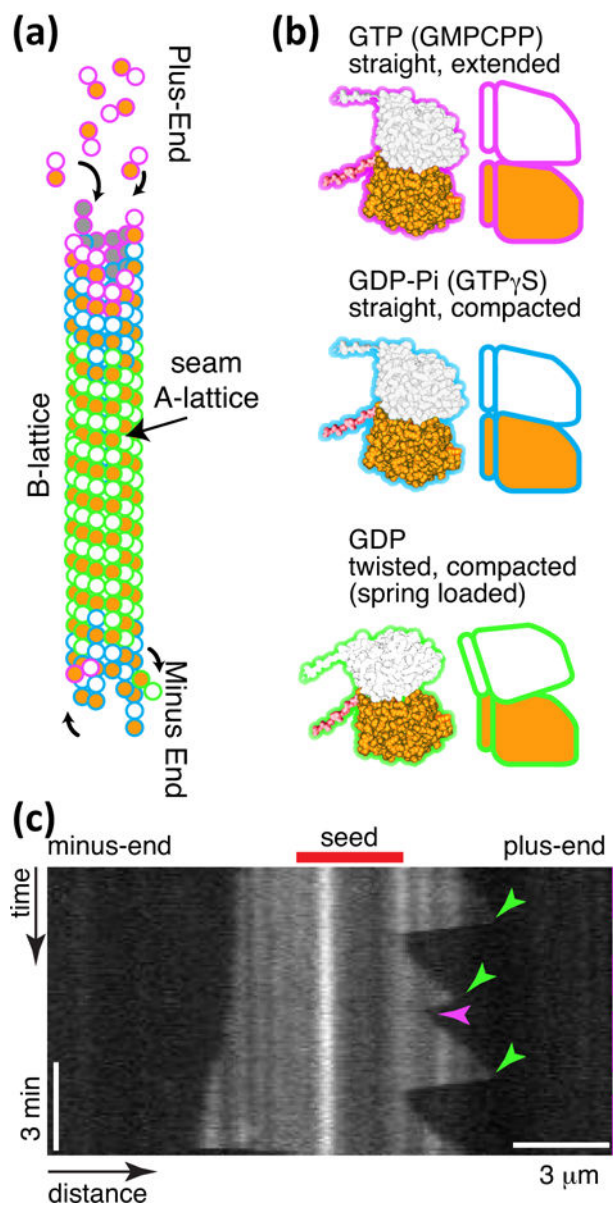 (a)
Plus-End
seam
A-lattice
B-lattice
Minus End
(b)
GTP (GMPCPP)
straight, extended
GDP-Pi (GTPγS)
straight, compacted
GDP
twisted, compacted
(spring loaded)
(c)
minus-end
seed
plus-end
time
3 min
distance
3 μm